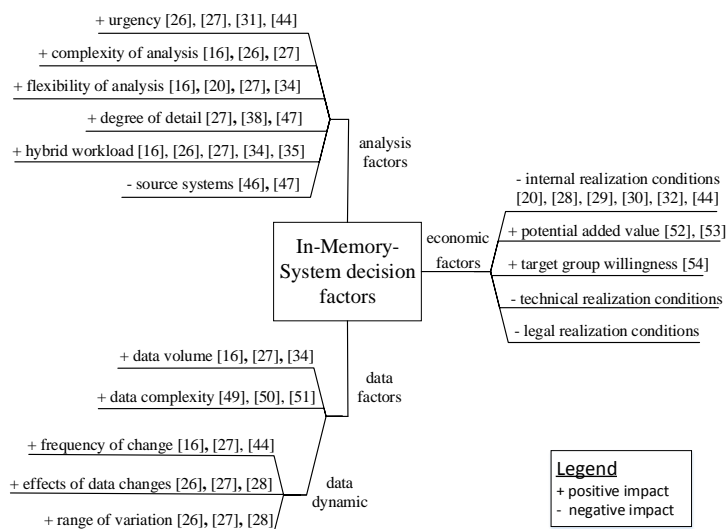 + urgency [26], [27], [31], [44]
+ complexity of analysis [16], [26], [27]
+ flexibility of analysis [16], [20], [27], [34]
+ degree of detail [27], [38], [47]
+ hybrid workload [16], [26], [27], [34], [35]
- source systems [46], [47]
analysis
factors
In-Memory-
System decision
factors
economic
factors
- internal realization conditions
[20], [28], [29], [30], [32], [44]
+ potential added value [52], [53]
+ target group willingness [54]
- technical realization conditions
- legal realization conditions
+ data volume [16], [27], [34]
+ data complexity [49], [50], [51]
data
factors
+ frequency of change [16], [27], [44]
+ effects of data changes [26], [27], [28]
+ range of variation [26], [27], [28]
data
dynamic
Legend
+ positive impact
- negative impact